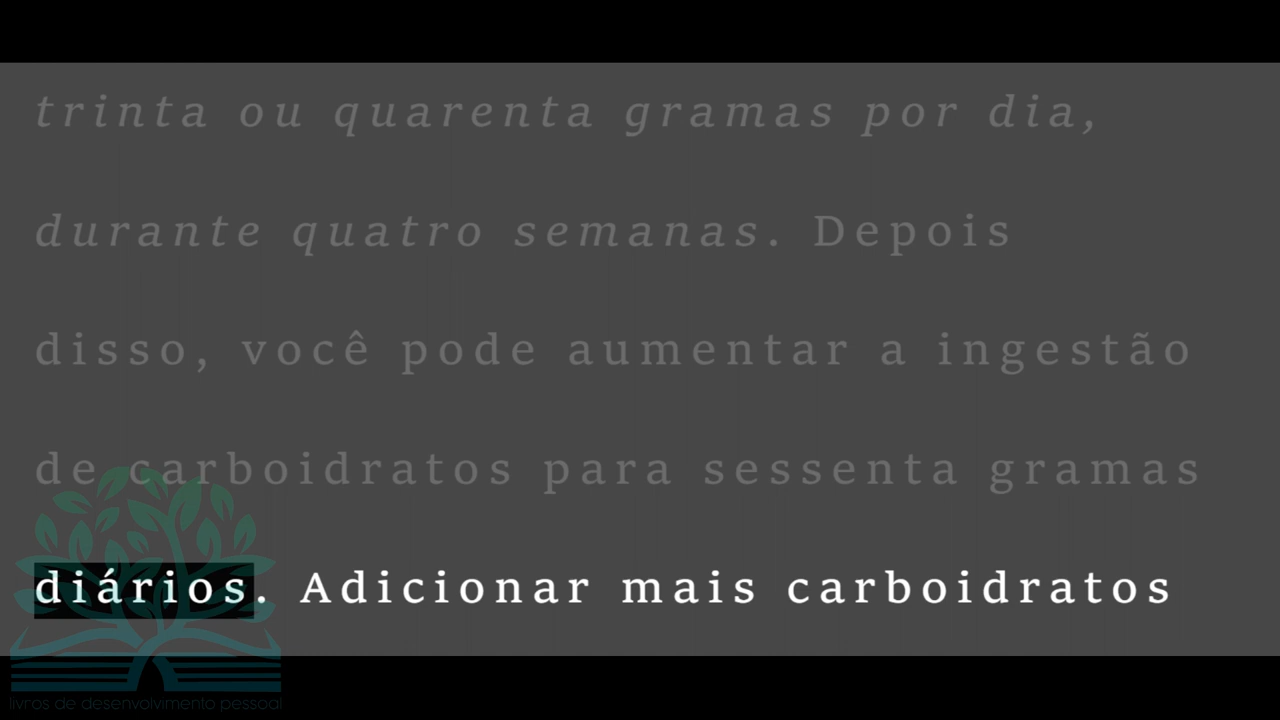 trinta ou quarenta gramas por dia,
durante quatro semanas. Depois
disso, você pode aumentar a ingestão
de carboidratos para sessenta gramas
diários. Adicionar mais carboidratos
livros de desenvolvimento pessoal